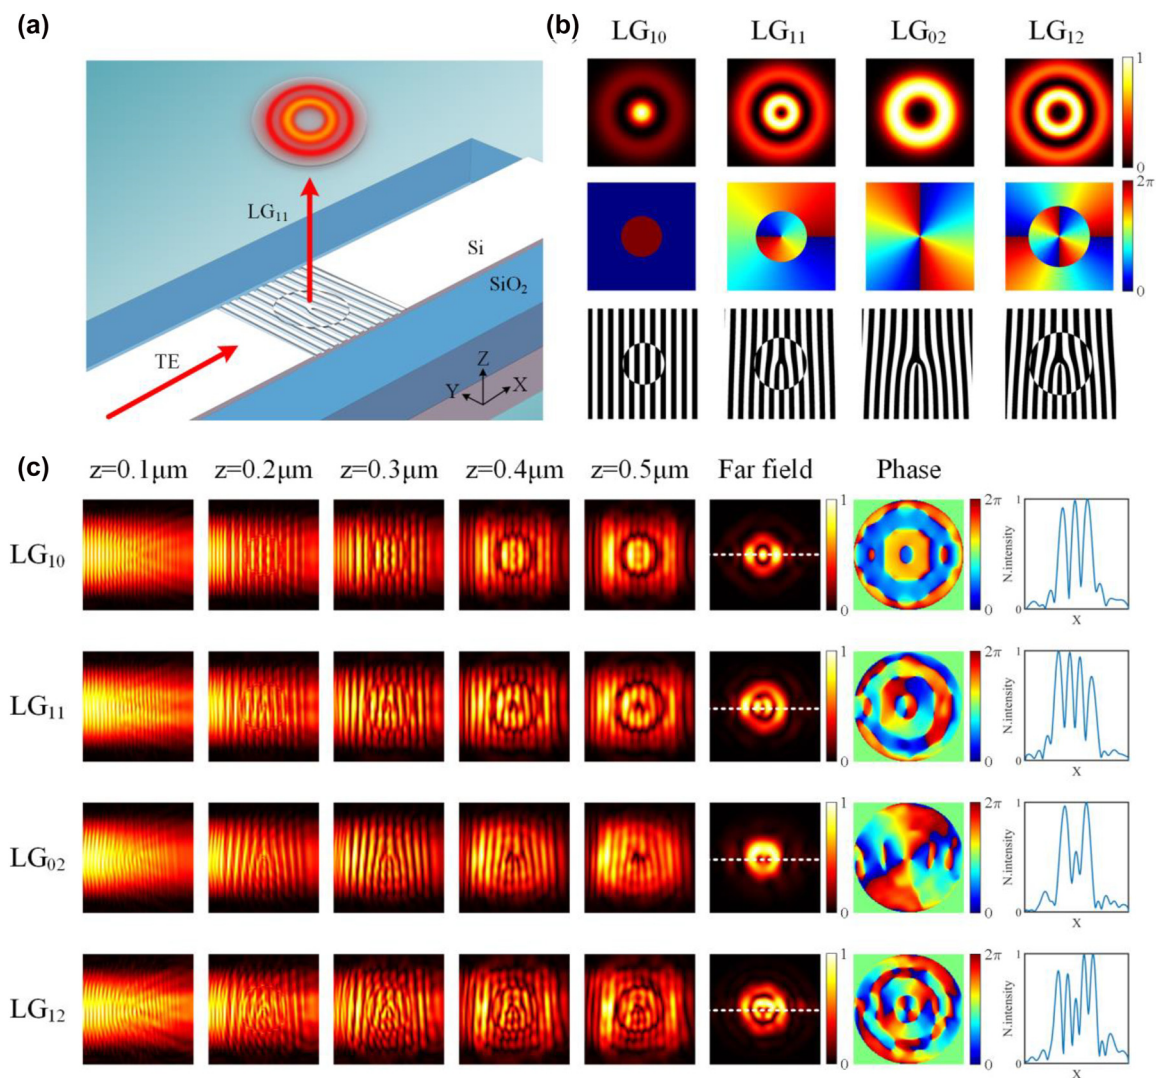 (a)
LG₁₁
Si
SiO₂
TE
Z
Y
X
(b)
LG₁₀ LG₁₁ LG₀₂ LG₁₂
1
0
2π
0
(c)
z=0.1μm z=0.2μm z=0.3μm z=0.4μm z=0.5μm Far field Phase
LG₁₀
1
0
2π
0
N.intensity
1
0
X
LG₁₁
1
0
2π
0
N.intensity
1
0
X
LG₀₂
1
0
2π
0
N.intensity
1
0
X
LG₁₂
1
0
2π
0
N.intensity
1
0
X